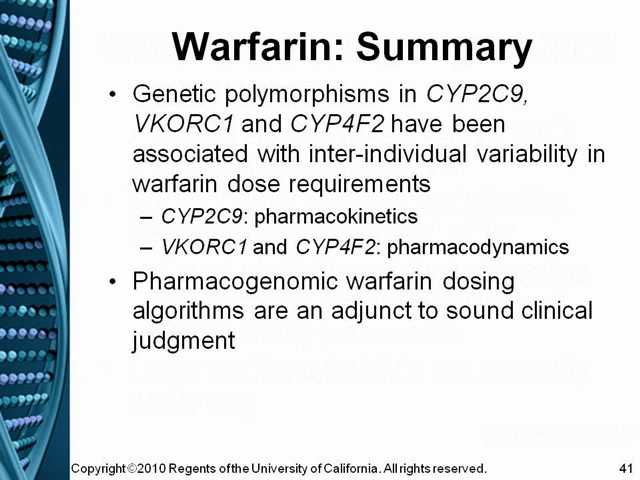 Warfarin: Summary
• Genetic polymorphisms in CYP2C9,
VKORC1 and CYP4F2 have been
associated with inter-individual variability in
warfarin dose requirements
– CYP2C9: pharmacokinetics
– VKORC1 and CYP4F2: pharmacodynamics
• Pharmacogenomic warfarin dosing
algorithms are an adjunct to sound clinical
judgment
Copyright ©2010 Regents of the University of California. All rights reserved.
41